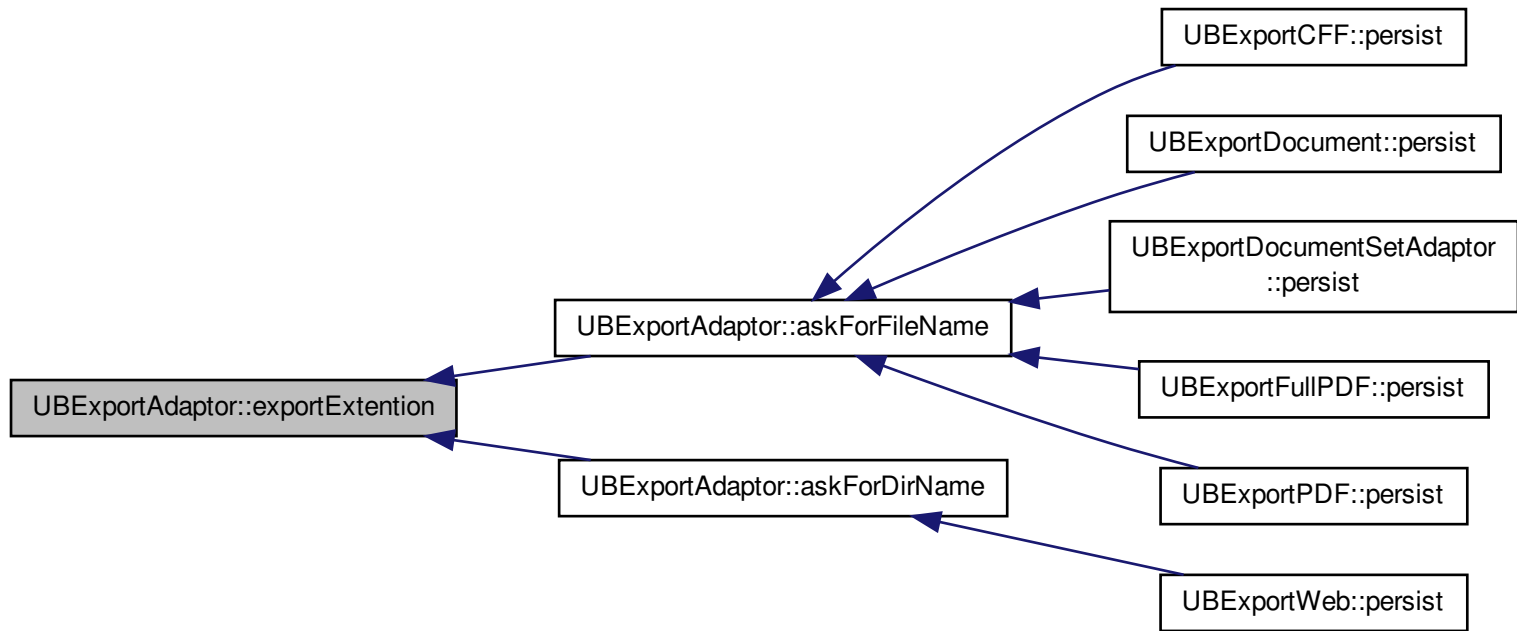 UBExportCFF::persist
UBExportDocument::persist
UBExportDocumentSetAdaptor
::persist
UBExportAdaptor::askForFileName
UBExportFullPDF::persist
UBExportAdaptor::exportExtention
UBExportAdaptor::askForDirName
UBExportPDF::persist
UBExportWeb::persist